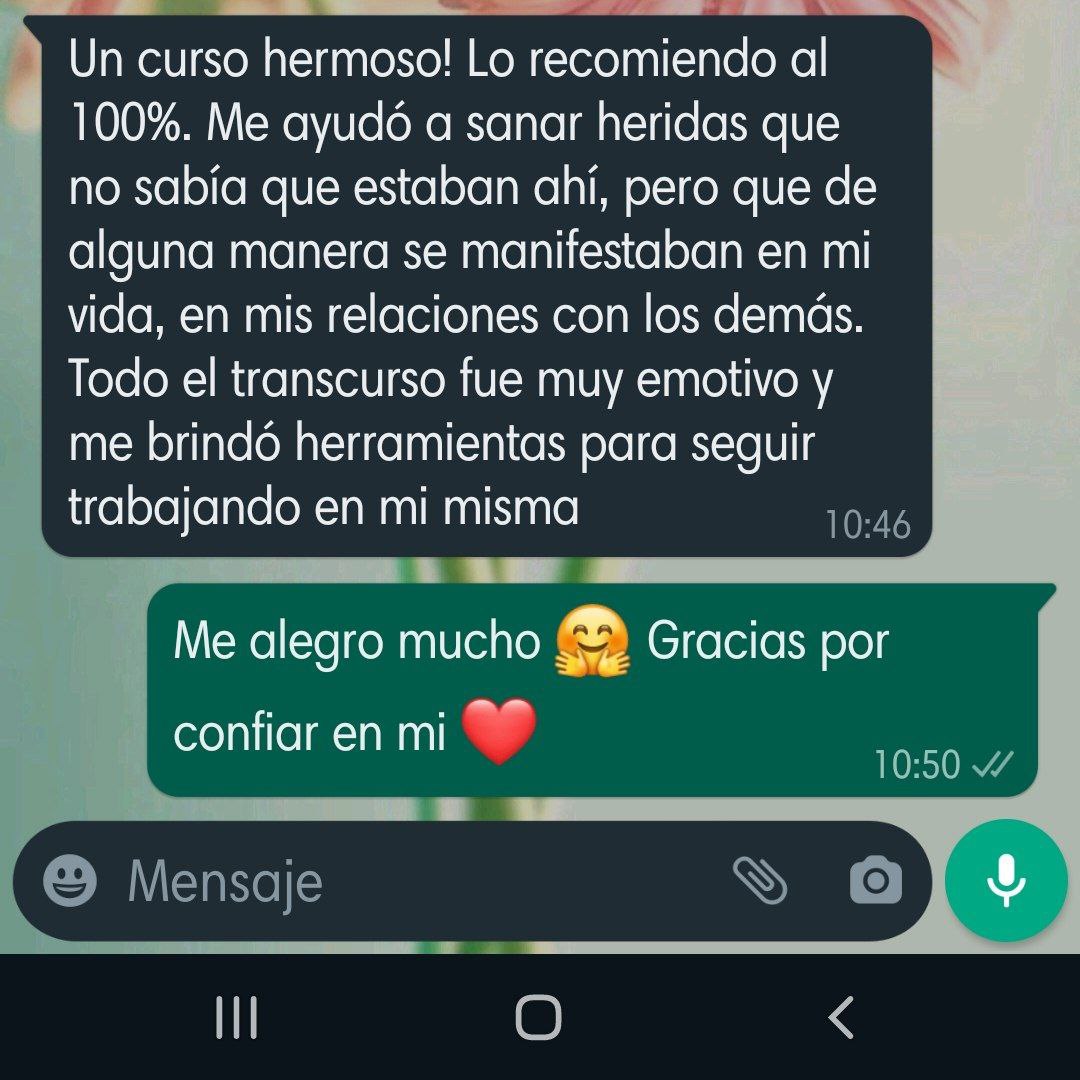 Un curso hermoso! Lo recomiendo al
100%. Me ayudó a sanar heridas que
no sabía que estaban ahí, pero que de
alguna manera se manifestaban en mi
vida, en mis relaciones con los demás.
Todo el transcurso fue muy emotivo y
me brindó herramientas para seguir
trabajando en mi misma
10:46
Me alegro mucho 🤗 Gracias por
confiar en mi ❤️
10:50
Mensaje